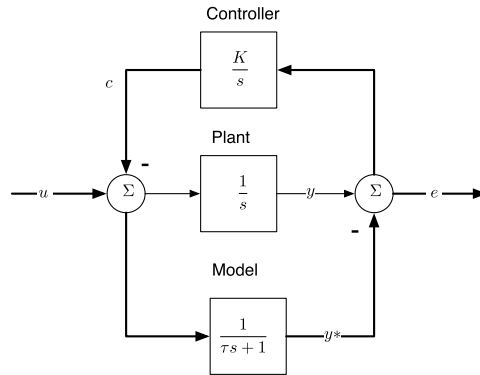 Controller
K
s
c
-
Plant
u
Σ
1
s
y
Σ
e
-
Model
1
τs + 1
y*